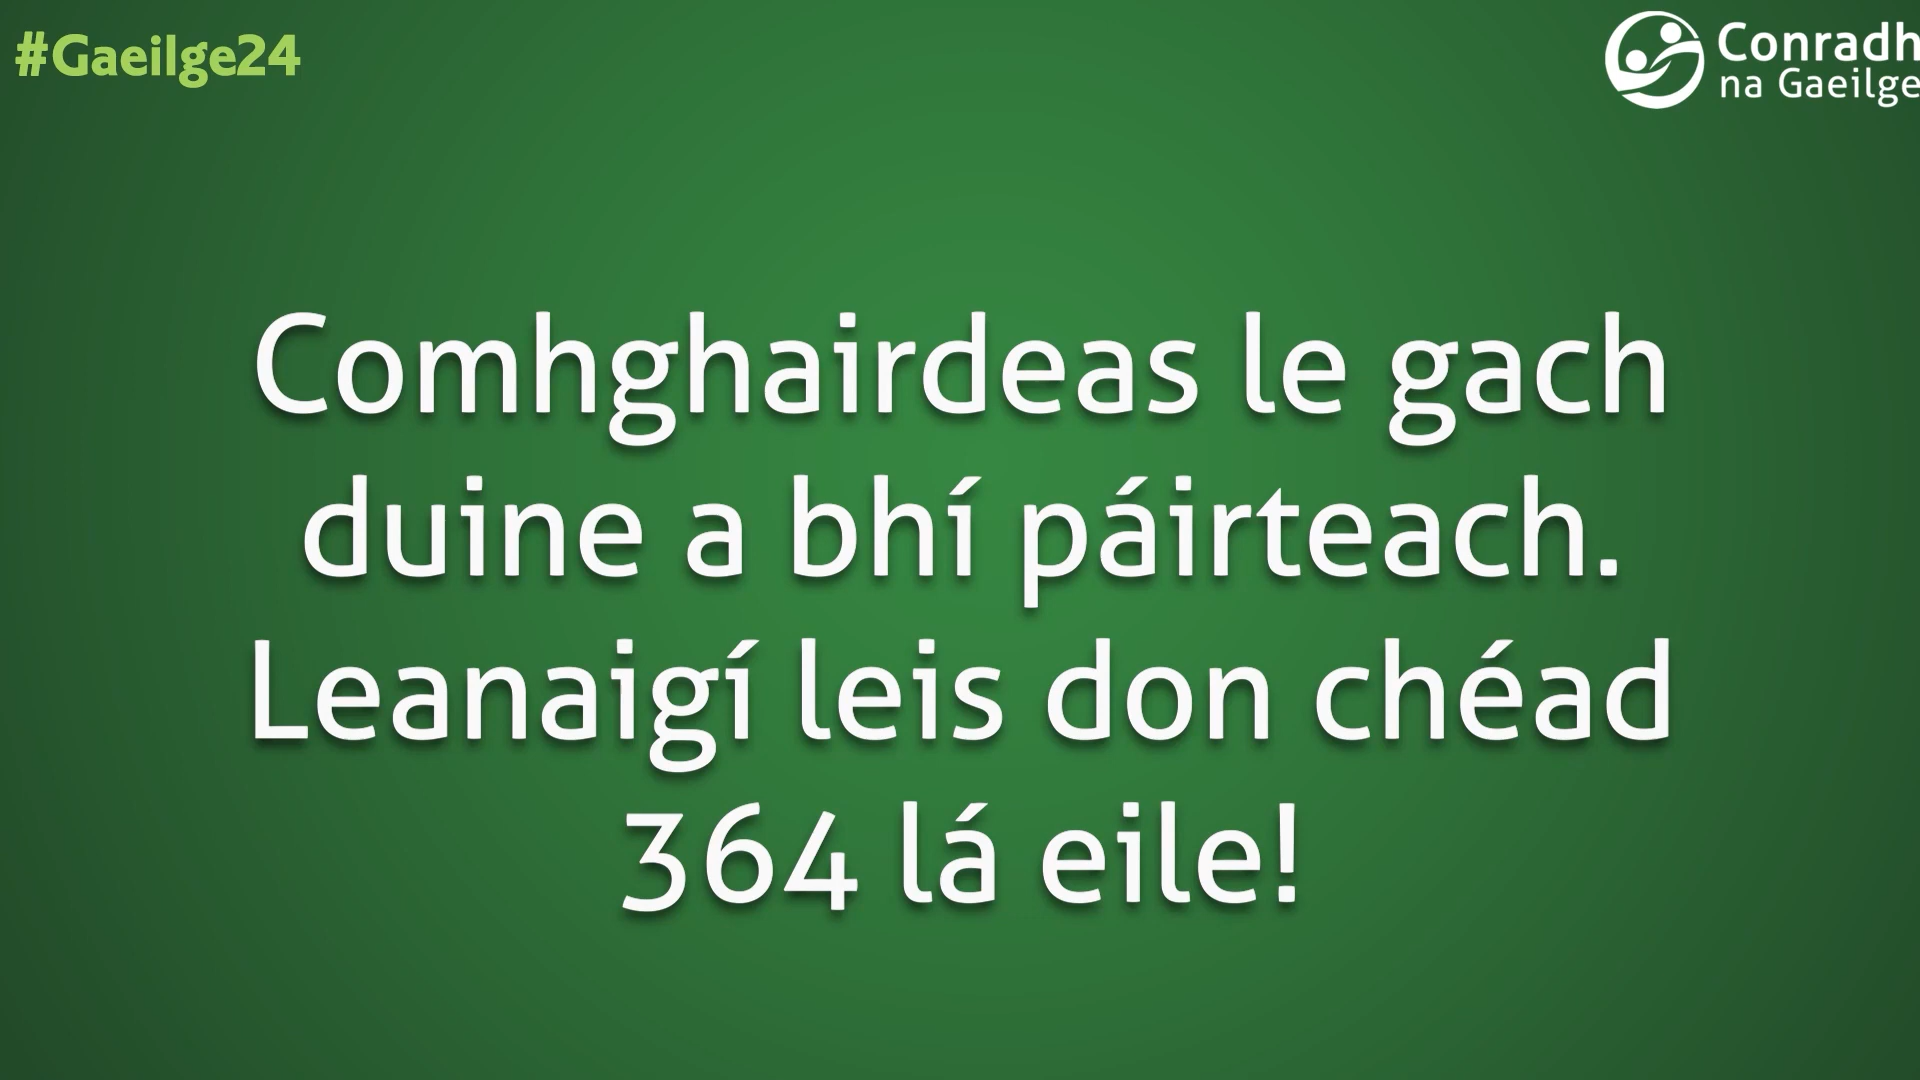 #Gaeilge24
Conradh
na Gaeilge
Comhghairdeas le gach
duine a bhí páirteach.
Leanaigí leis don chéad
364 lá eile!